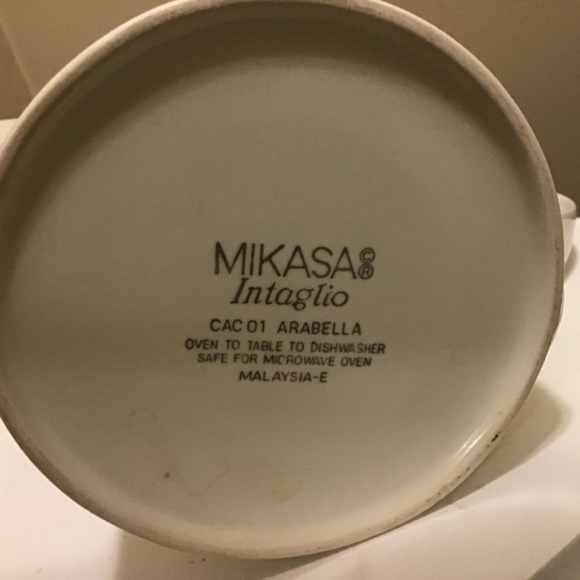 MIKASA©®
Intaglio
CAC 01 ARABELLA
OVEN TO TABLE TO DISHWASHER
SAFE FOR MICROWAVE OVEN
MALAYSIA-E